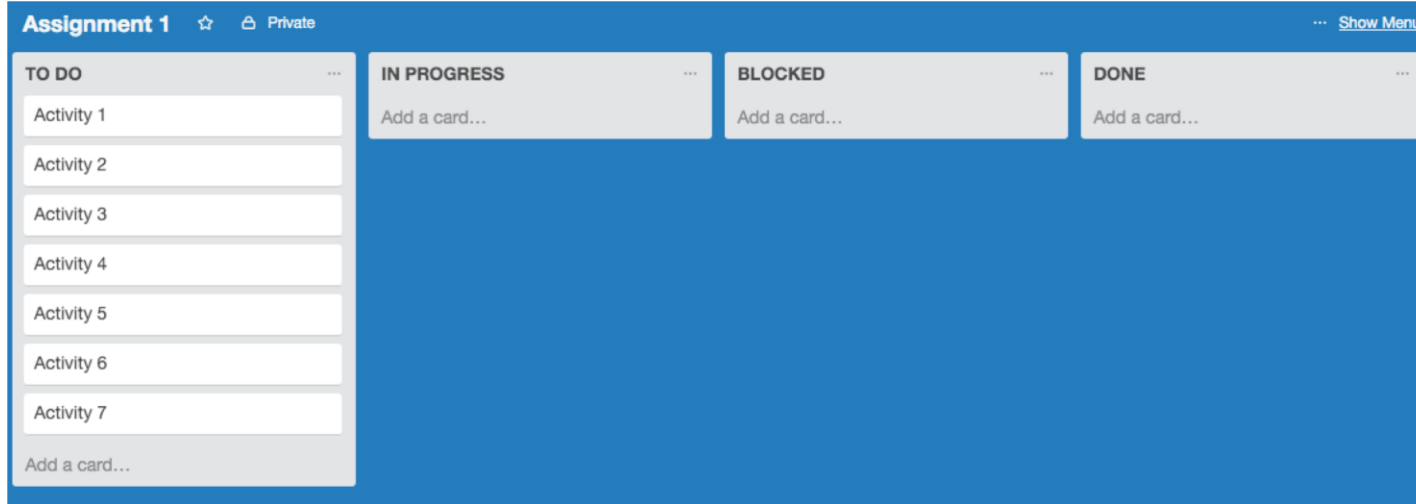 Assignment 1 Private ... Show Menu
TO DO ...
Activity 1
Activity 2
Activity 3
Activity 4
Activity 5
Activity 6
Activity 7
Add a card...
IN PROGRESS ...
Add a card...
BLOCKED ...
Add a card...
DONE ...
Add a card...